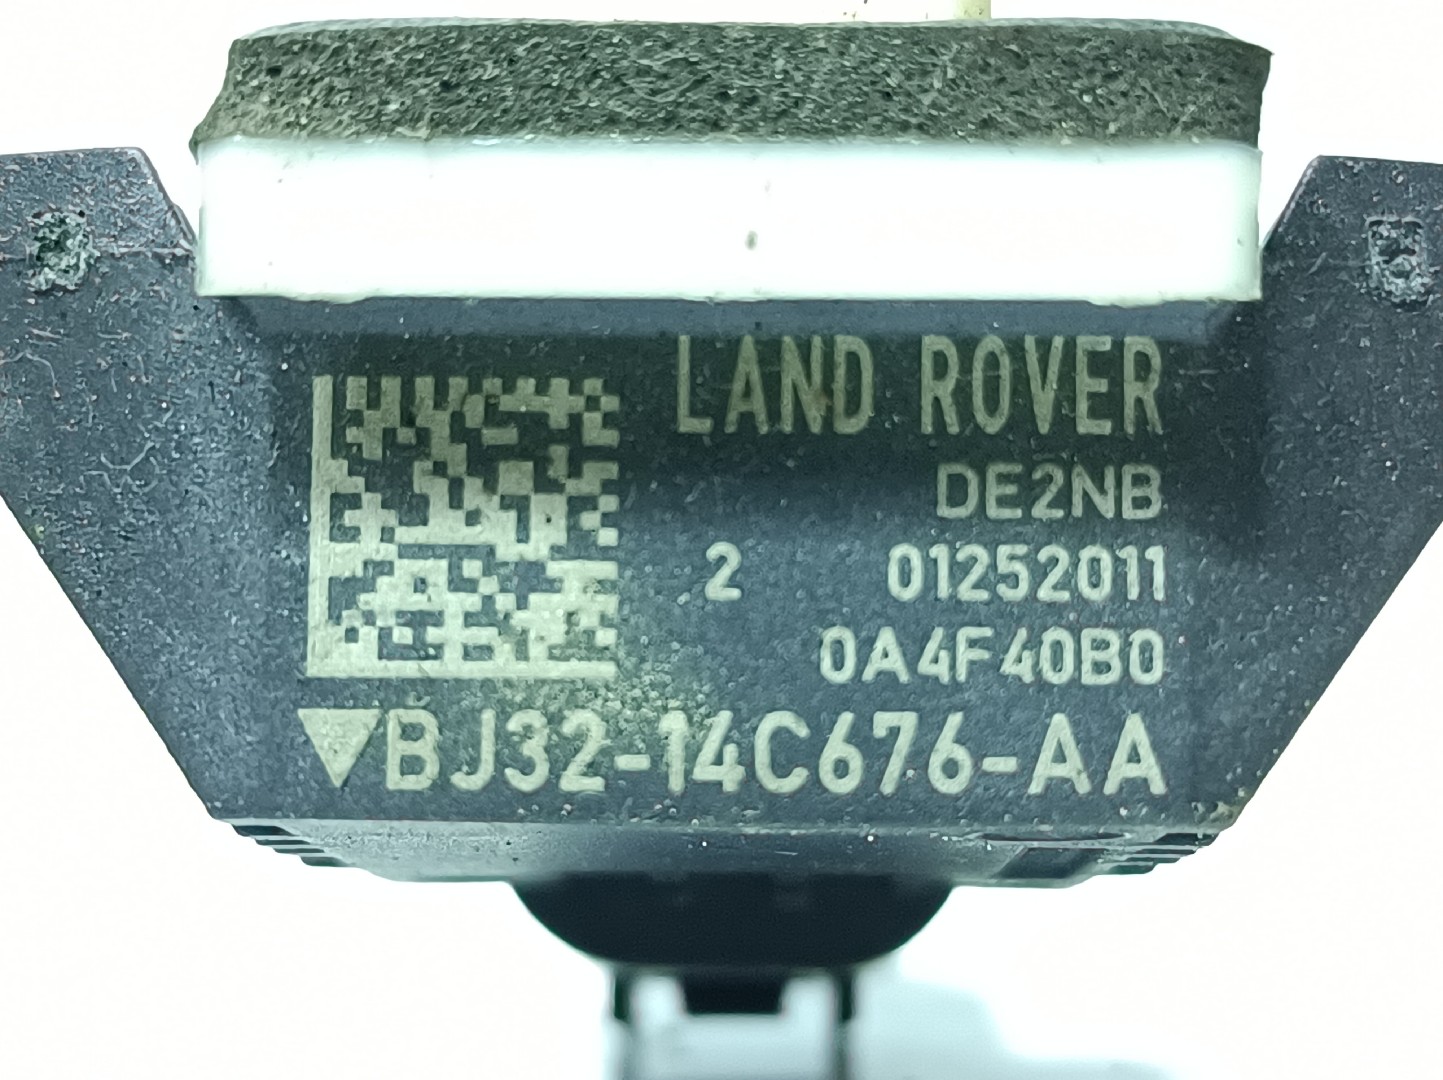 LAND ROVER
DE2NB
2 01252011
0A4F40B0
BJ32-14C676-AA